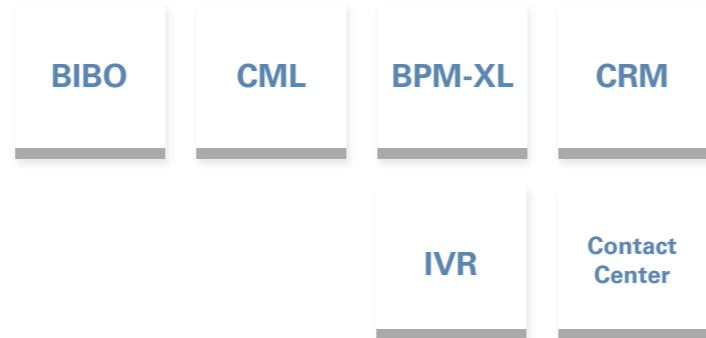 BIBO
CML
BPM-XL
CRM
IVR
Contact
Center